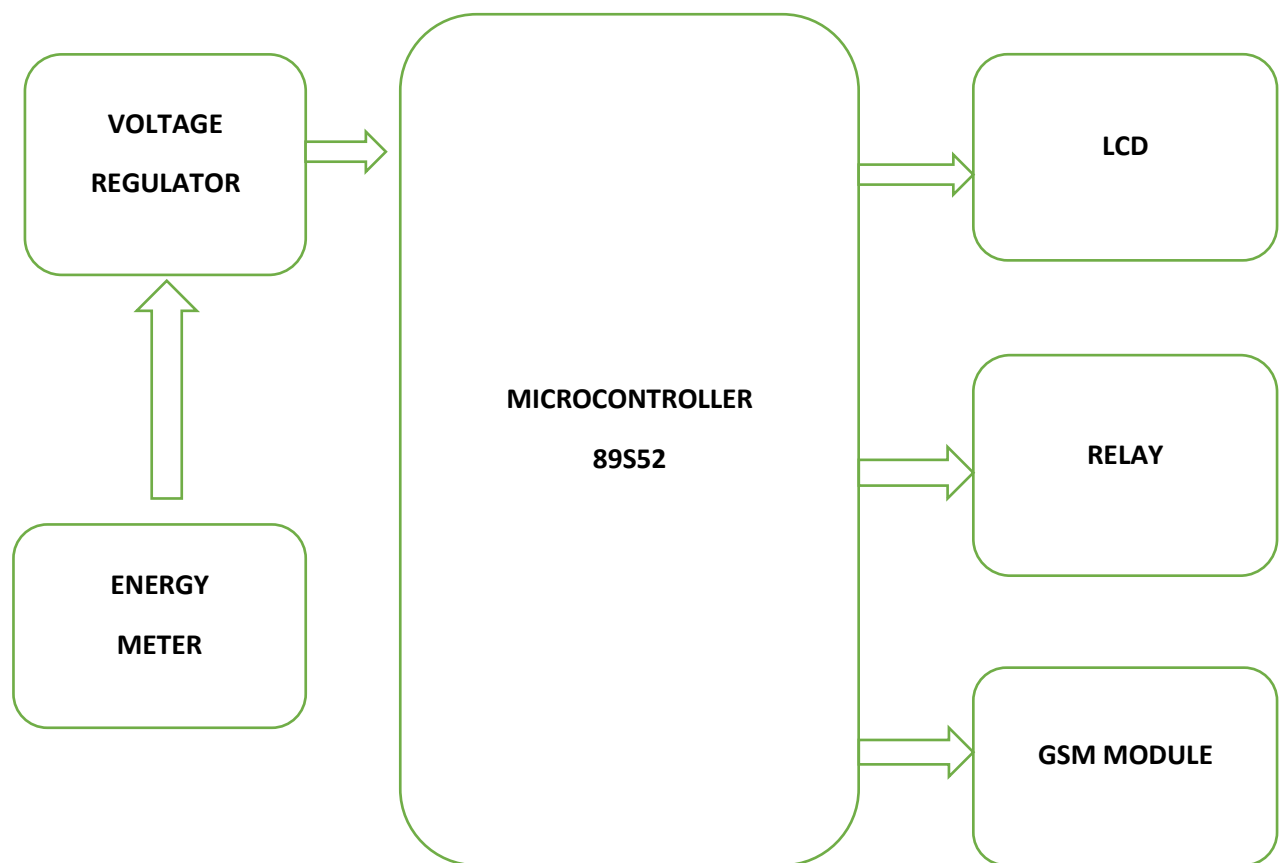 VOLTAGE
REGULATOR
ENERGY
METER
MICROCONTROLLER
89S52
LCD
RELAY
GSM MODULE